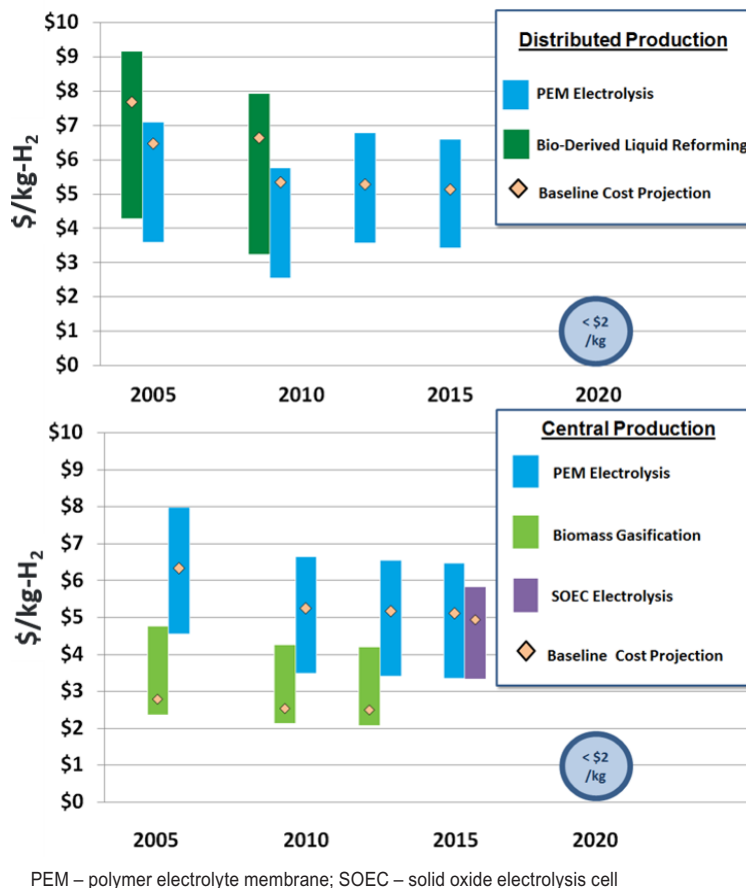 $10
$9
$8
$7
$6
$5
$4
$3
$2
$1
$0
$/kg-H2
2005
2010
2015
2020
Distributed Production
PEM Electrolysis
Bio-Derived Liquid Reforming
Baseline Cost Projection
< $2
/kg
$10
$9
$8
$7
$6
$5
$4
$3
$2
$1
$0
$/kg-H2
2005
2010
2015
2020
Central Production
PEM Electrolysis
Biomass Gasification
SOEC Electrolysis
Baseline Cost Projection
< $2
/kg
PEM – polymer electrolyte membrane; SOEC – solid oxide electrolysis cell